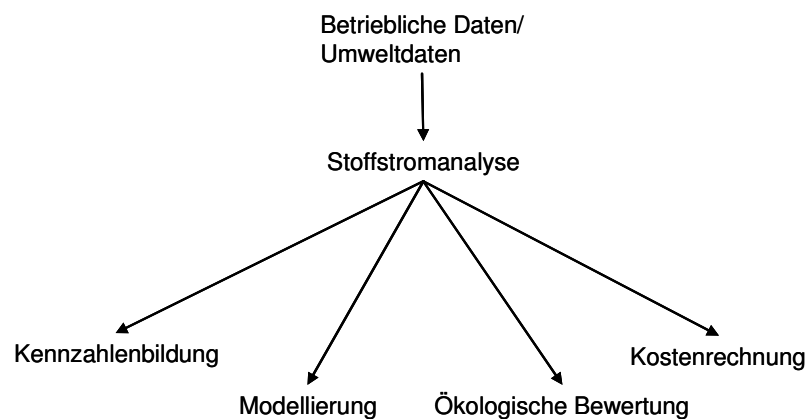 Betriebliche Daten/
Umweltdaten
Stoffstromanalyse
Kennzahlenbildung
Kostenrechnung
Modellierung
Ökologische Bewertung